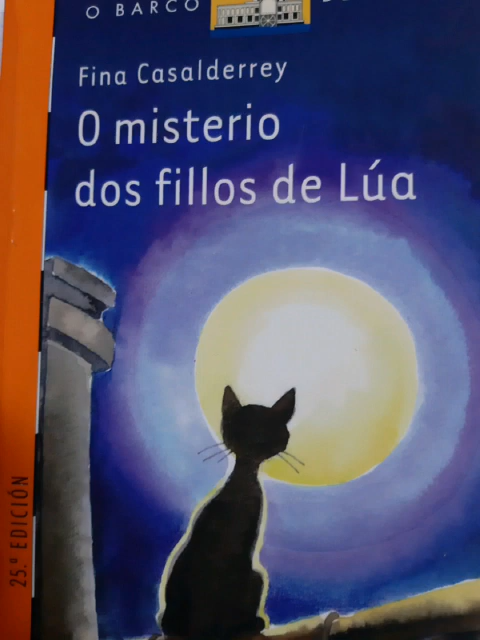 O BARCO
Fina Casalderrey
O misterio
dos fillos de Lúa
25.ª EDICIÓN